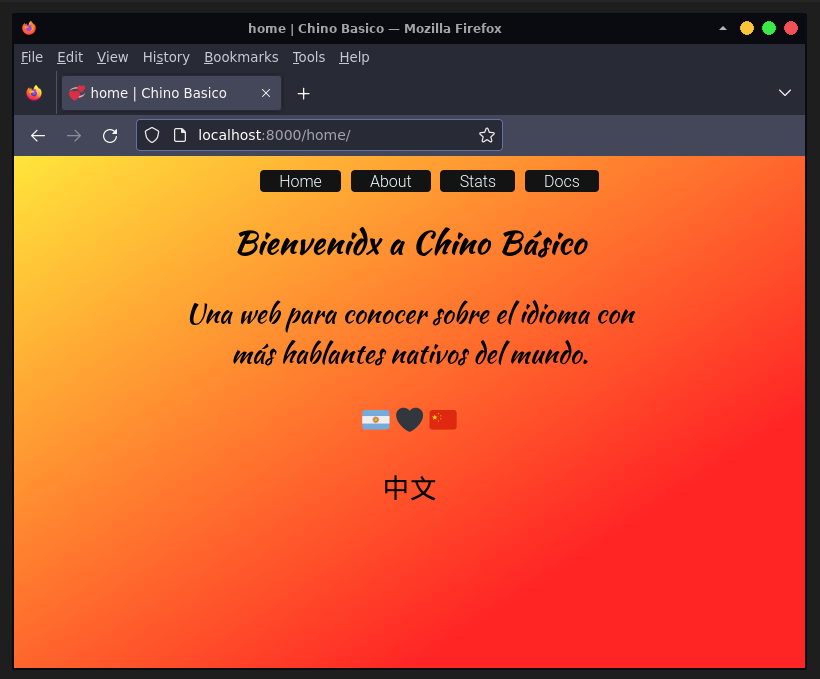 home | Chino Basico — Mozilla Firefox
File Edit View History Bookmarks Tools Help
home | Chino Basico
localhost:8000/home/
Home About Stats Docs
Bienvenidx a Chino Básico
Una web para conocer sobre el idioma con
más hablantes nativos del mundo.
中文